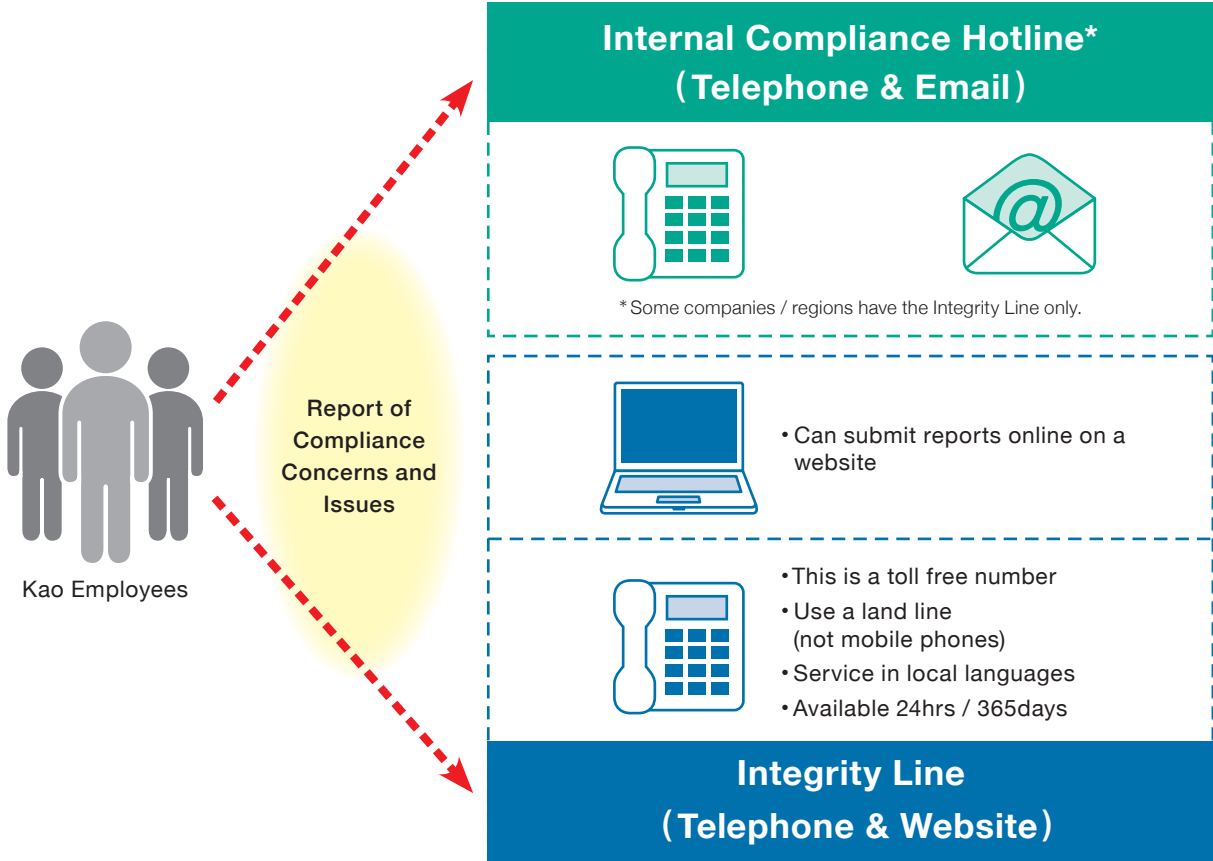 Internal Compliance Hotline*
(Telephone & Email)
@
* Some companies / regions have the Integrity Line only.
Report of
Compliance
Concerns and
Issues
Kao Employees
• Can submit reports online on a
website
• This is a toll free number
• Use a land line
(not mobile phones)
• Service in local languages
• Available 24hrs / 365days
Integrity Line
(Telephone & Website)